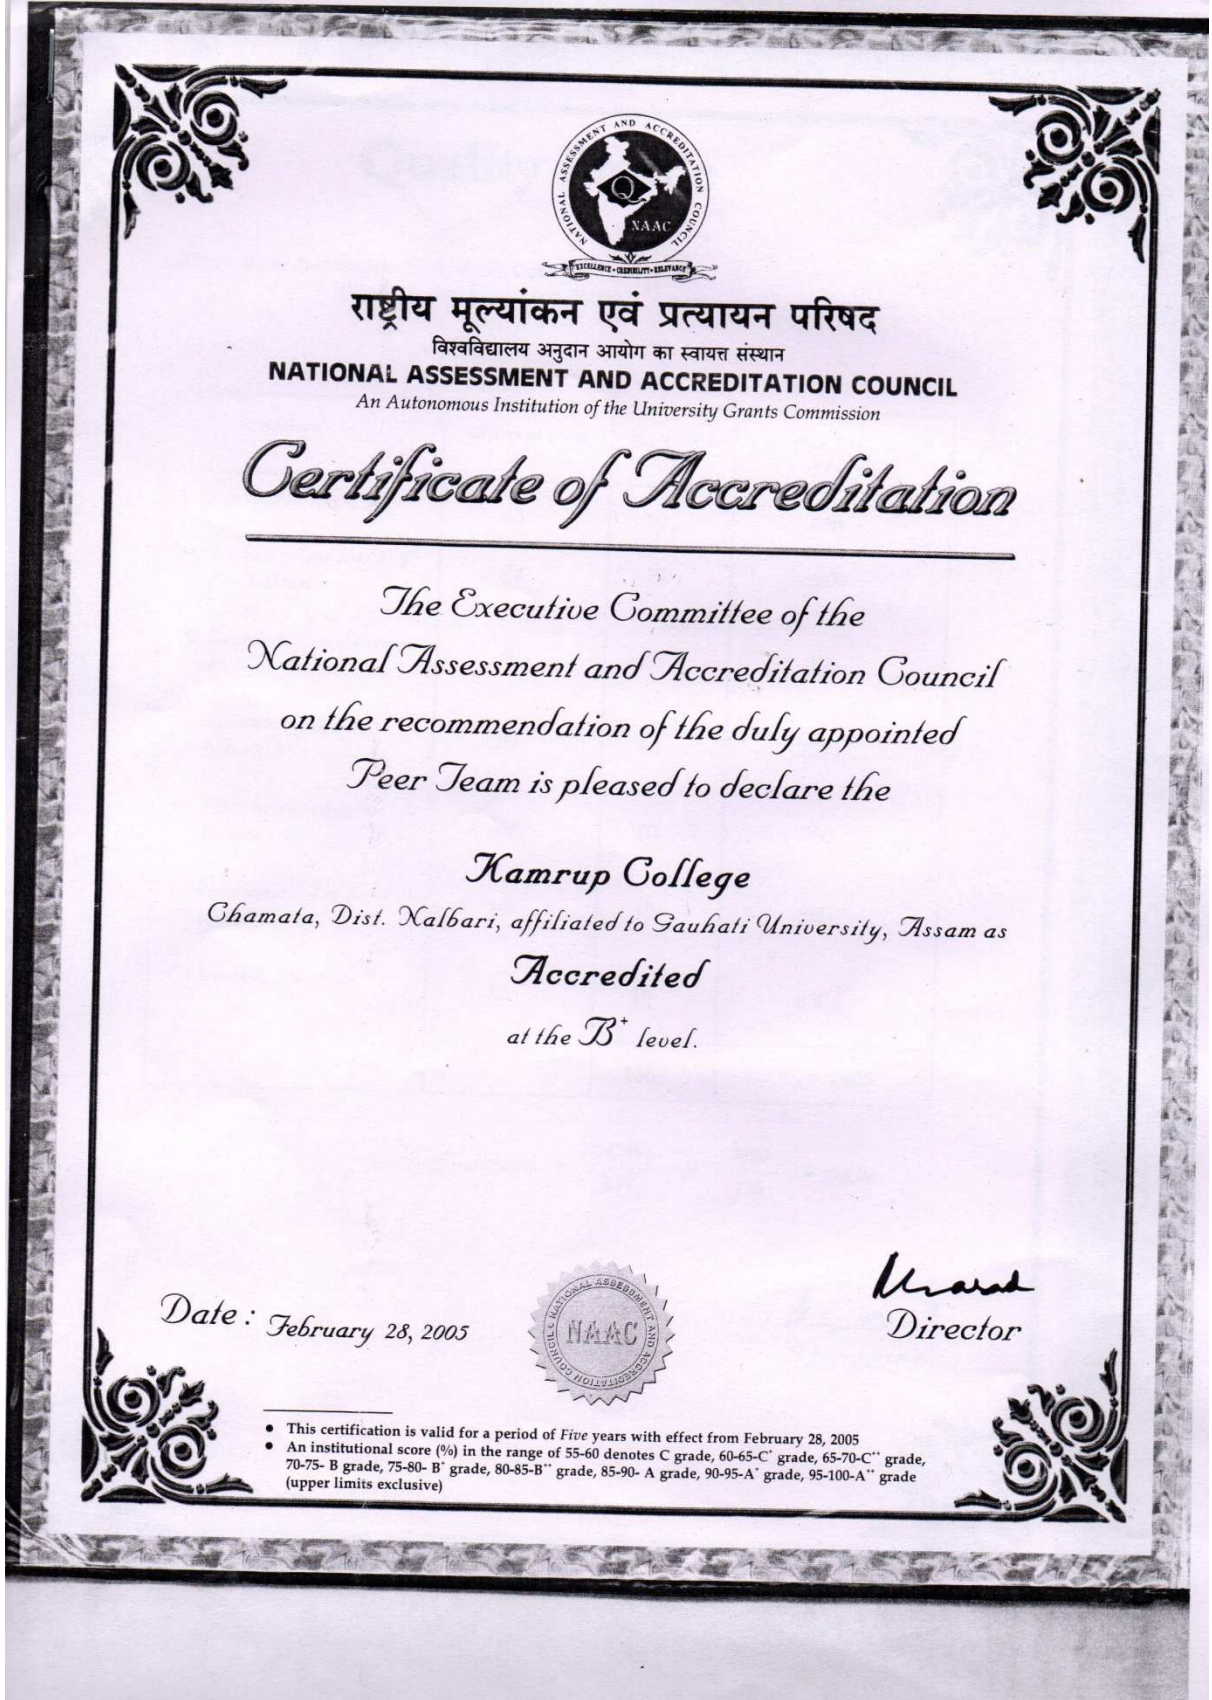 NATIONAL ASSESSMENT AND ACCREDITATION COUNCIL
Q
NAAC
EXCELLENCE • CREDIBILITY • RELEVANCE
राष्ट्रीय मूल्यांकन एवं प्रत्यायन परिषद
विश्वविद्यालय अनुदान आयोग का स्वायत्त संस्थान
NATIONAL ASSESSMENT AND ACCREDITATION COUNCIL
An Autonomous Institution of the University Grants Commission
Certificate of Accreditation
The Executive Committee of the
National Assessment and Accreditation Council
on the recommendation of the duly appointed
Peer Team is pleased to declare the
Kamrup College
Chamata, Dist. Nalbari, affiliated to Gauhati University, Assam as
Accredited
at the B⁺ level.
Date : February 28, 2005
NATIONAL ASSESSMENT AND ACCREDITATION COUNCIL
NAAC
Director
• This certification is valid for a period of Five years with effect from February 28, 2005
• An institutional score (%) in the range of 55-60 denotes C grade, 60-65-C⁺ grade, 65-70-C⁺⁺ grade,
70-75- B grade, 75-80- B⁺ grade, 80-85-B⁺⁺ grade, 85-90- A grade, 90-95-A⁺ grade, 95-100-A⁺⁺ grade
(upper limits exclusive)